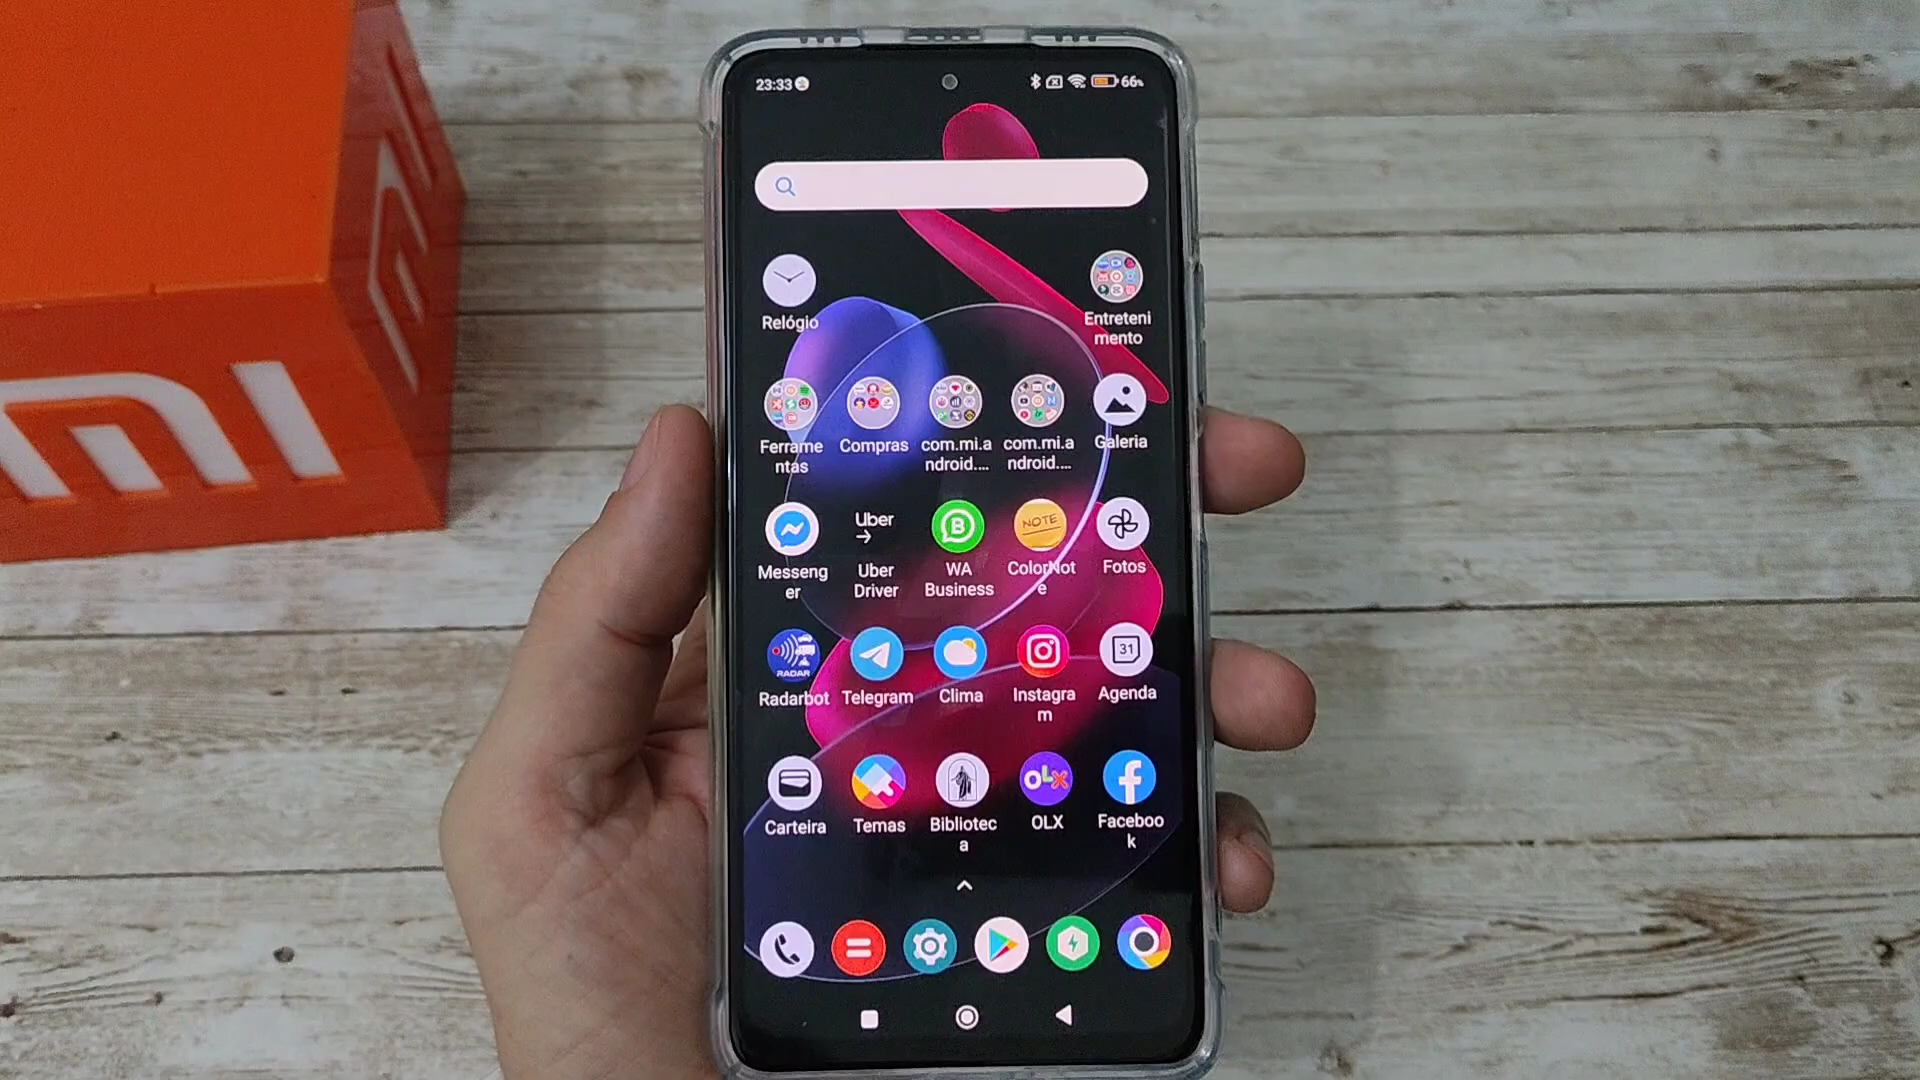 mi
mi
23:33
66%
Relógio
Entreteni
mento
Ferrame
ntas
Compras
com.mi.a
ndroid....
com.mi.a
ndroid....
Galeria
Messeng
er
Uber
Uber
Driver
B
WA
Business
NOTE
ColorNot
e
Fotos
RADAR
Radarbot
Telegram
Clima
Instagra
m
31
Agenda
Carteira
Temas
Bibliotec
a
OLX
OLX
Faceboo
k